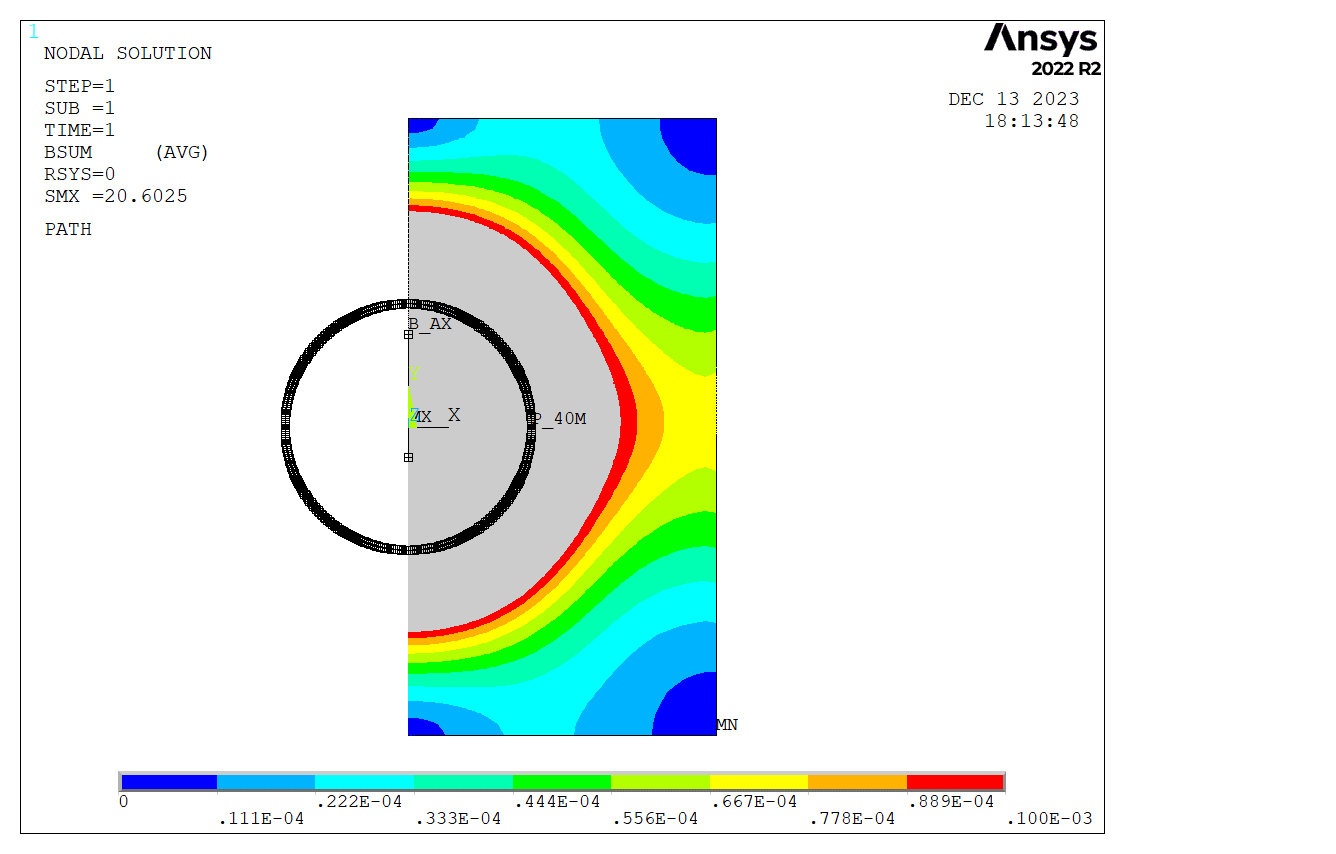 1
NODAL SOLUTION
STEP=1
SUB =1
TIME=1
BSUM (AVG)
RSYS=0
SMX =20.6025
PATH
Ansys
2022 R2
DEC 13 2023
18:13:48
B_AX
Y
Z
MX X
P_40M
MN
0 .222E-04 .444E-04 .667E-04 .889E-04
.111E-04 .333E-04 .556E-04 .778E-04 .100E-03